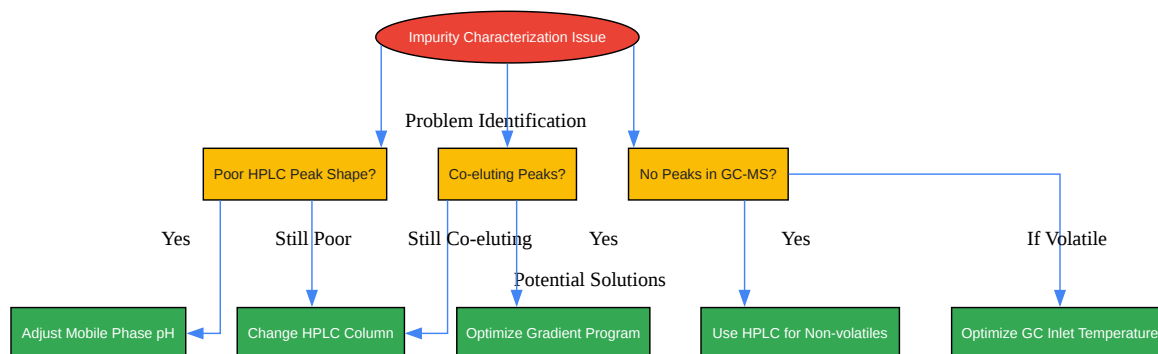 Impurity Characterization Issue
Problem Identification
Poor HPLC Peak Shape?
Co-eluting Peaks?
No Peaks in GC-MS?
Yes
Still Poor
Still Co-eluting
Yes
Yes
If Volatile
Potential Solutions
Adjust Mobile Phase pH
Change HPLC Column
Optimize Gradient Program
Use HPLC for Non-volatiles
Optimize GC Inlet Temperature